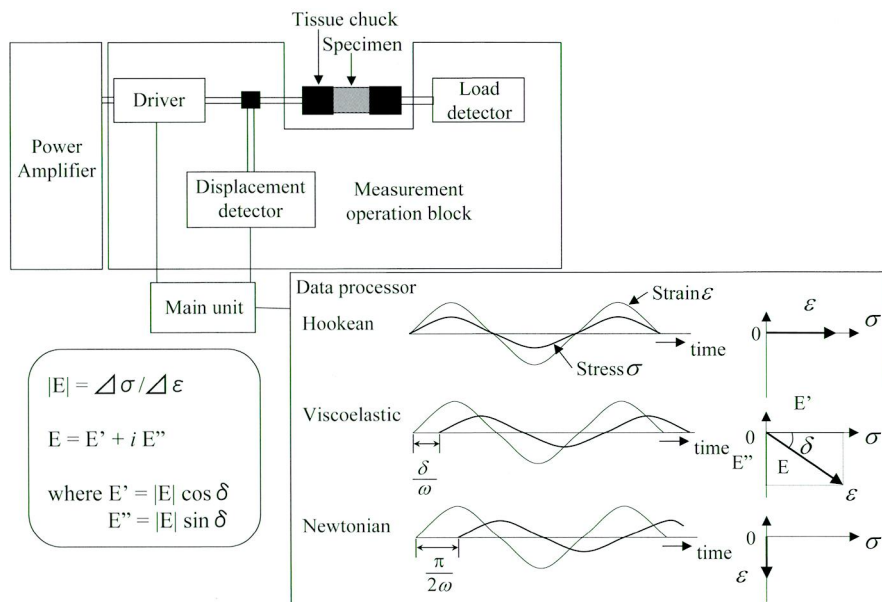 Tissue chuck
Specimen
Driver
Load
detector
Power
Amplifier
Displacement
detector
Measurement
operation block
Main unit
Data processor
Hookean
Strain ε
Stress σ
time
ε
0
σ
|E| = ⊿σ/⊿ε
E = E’ + i E”
where E’ = |E| cos δ
E” = |E| sin δ
Viscoelastic
δ
ω
time
E’
0
σ
E”
E
δ
ε
Newtonian
π
2ω
time
0
σ
ε